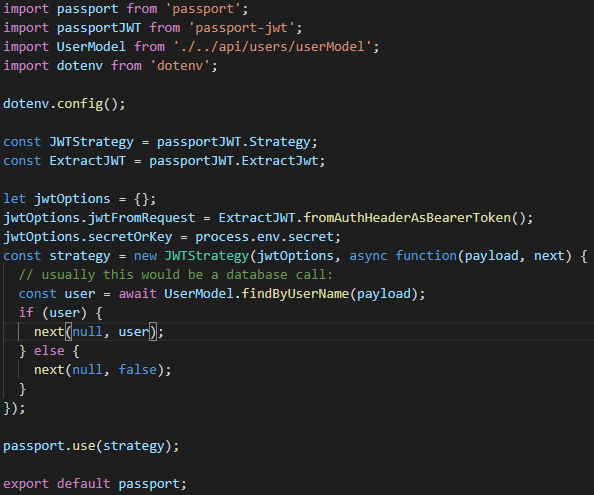 import passport from 'passport';
import passportJWT from 'passport-jwt';
import UserModel from './../api/users/userModel';
import dotenv from 'dotenv';
dotenv.config();
const JWTStrategy = passportJWT.Strategy;
const ExtractJWT = passportJWT.ExtractJwt;
let jwtOptions = {};
jwtOptions.jwtFromRequest = ExtractJWT.fromAuthHeaderAsBearerToken();
jwtOptions.secretOrKey = process.env.secret;
const strategy = new JWTStrategy(jwtOptions, async function(payload, next) {
  // usually this would be a database call:
  const user = await UserModel.findByUserName(payload);
  if (user) {
    next(null, user);
  } else {
    next(null, false);
  }
});
passport.use(strategy);
export default passport;